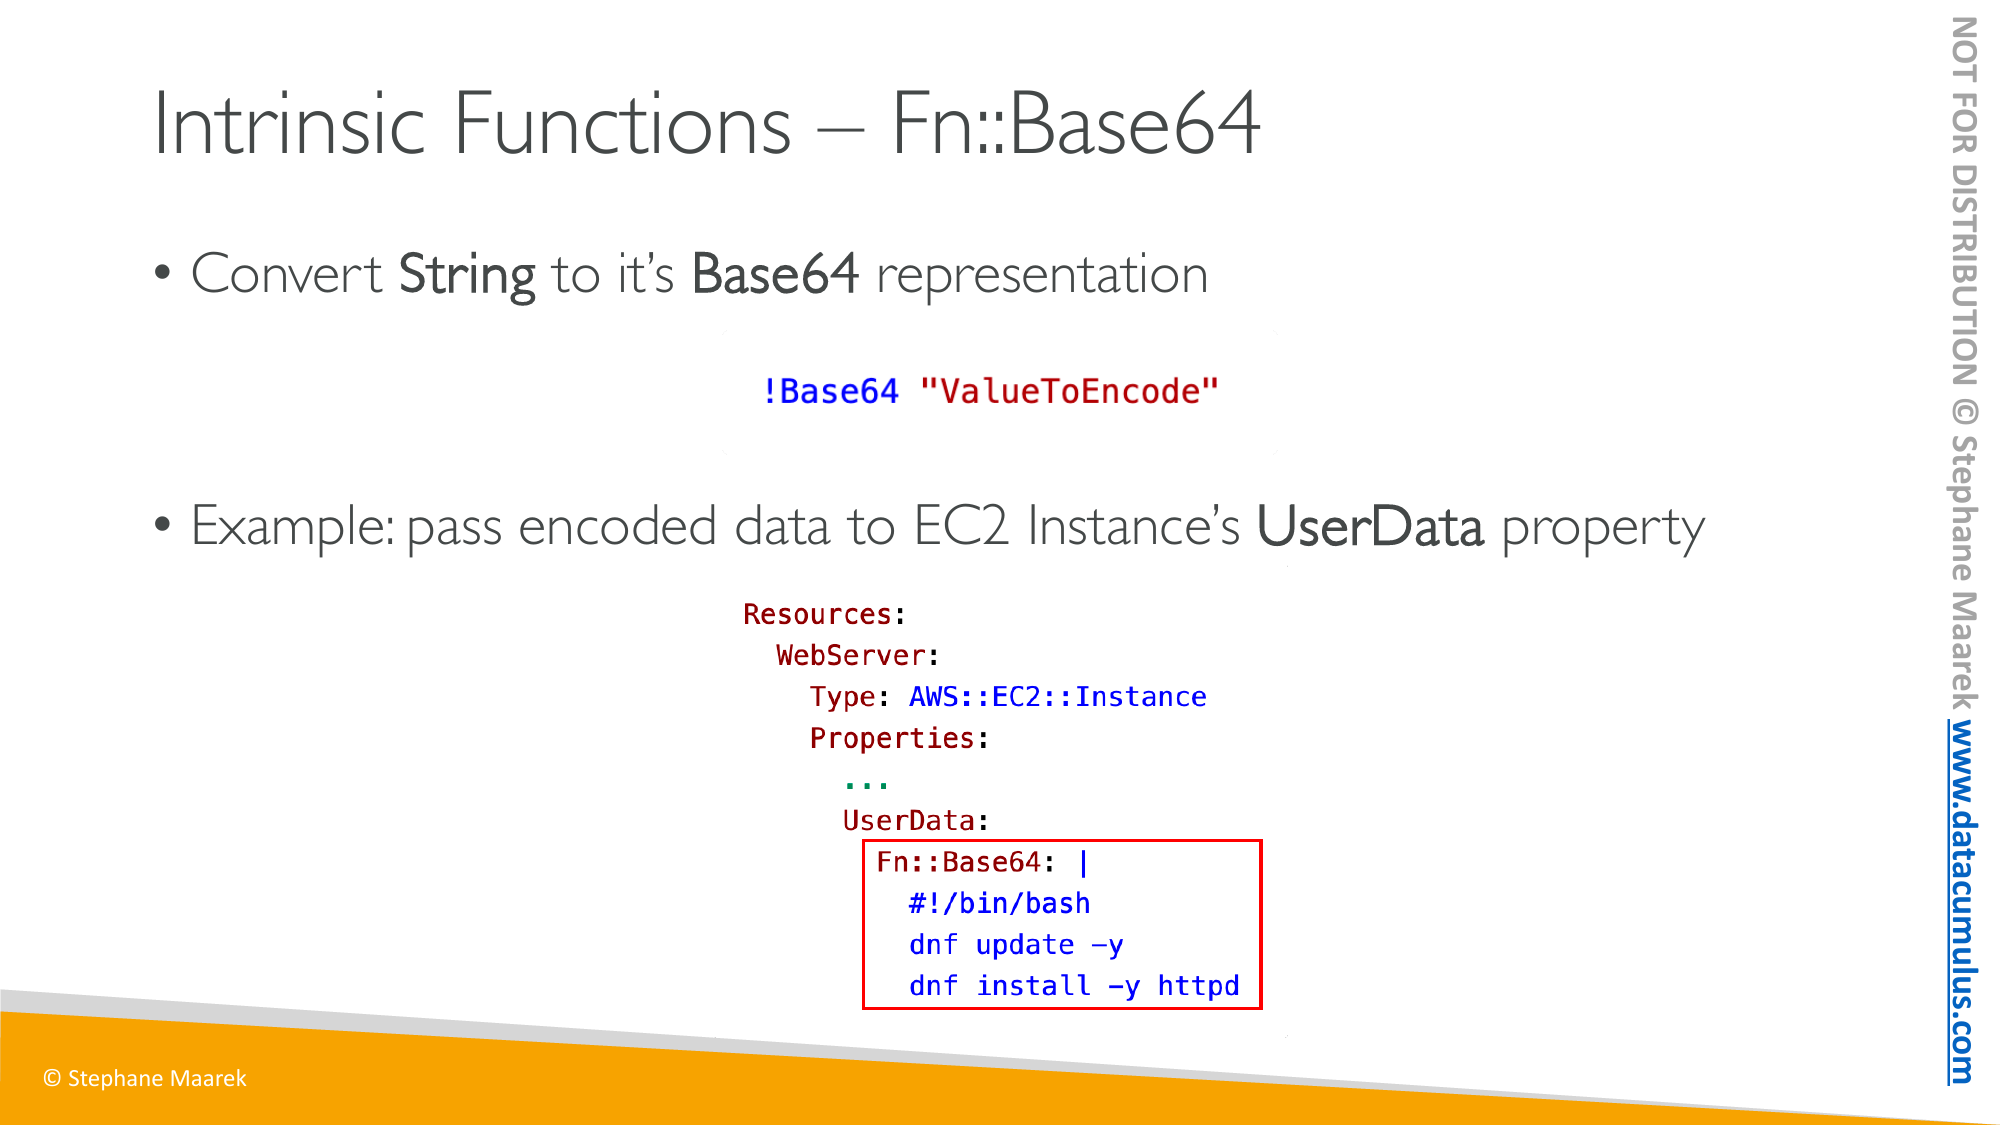 Intrinsic Functions – Fn::Base64
• Convert String to it’s Base64 representation
!Base64 "ValueToEncode"
• Example: pass encoded data to EC2 Instance’s UserData property
Resources:
  WebServer:
    Type: AWS::EC2::Instance
    Properties:
      ...
      UserData:
        Fn::Base64: |
          #!/bin/bash
          dnf update –y
          dnf install –y httpd
© Stephane Maarek
NOT FOR DISTRIBUTION © Stephane Maarek www.datacumulus.com